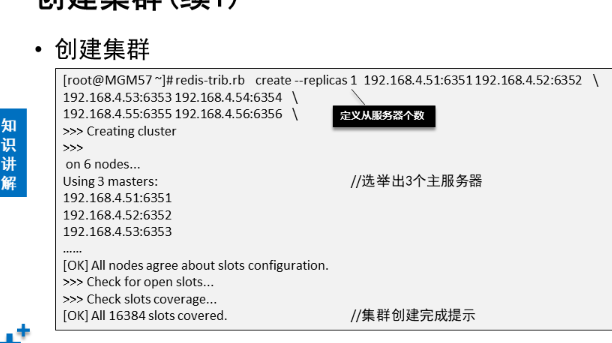 创建集群(续1)
• 创建集群
[root@MGM57 ~]# redis-trib.rb create --replicas 1 192.168.4.51:6351 192.168.4.52:6352 \
192.168.4.53:6353 192.168.4.54:6354 \
192.168.4.55:6355 192.168.4.56:6356 \
定义从服务器个数
>>> Creating cluster
>>>
on 6 nodes...
Using 3 masters: //选举出3个主服务器
192.168.4.51:6351
192.168.4.52:6352
192.168.4.53:6353
......
[OK] All nodes agree about slots configuration.
>>> Check for open slots...
>>> Check slots coverage...
[OK] All 16384 slots covered. //集群创建完成提示
知
识
讲
解